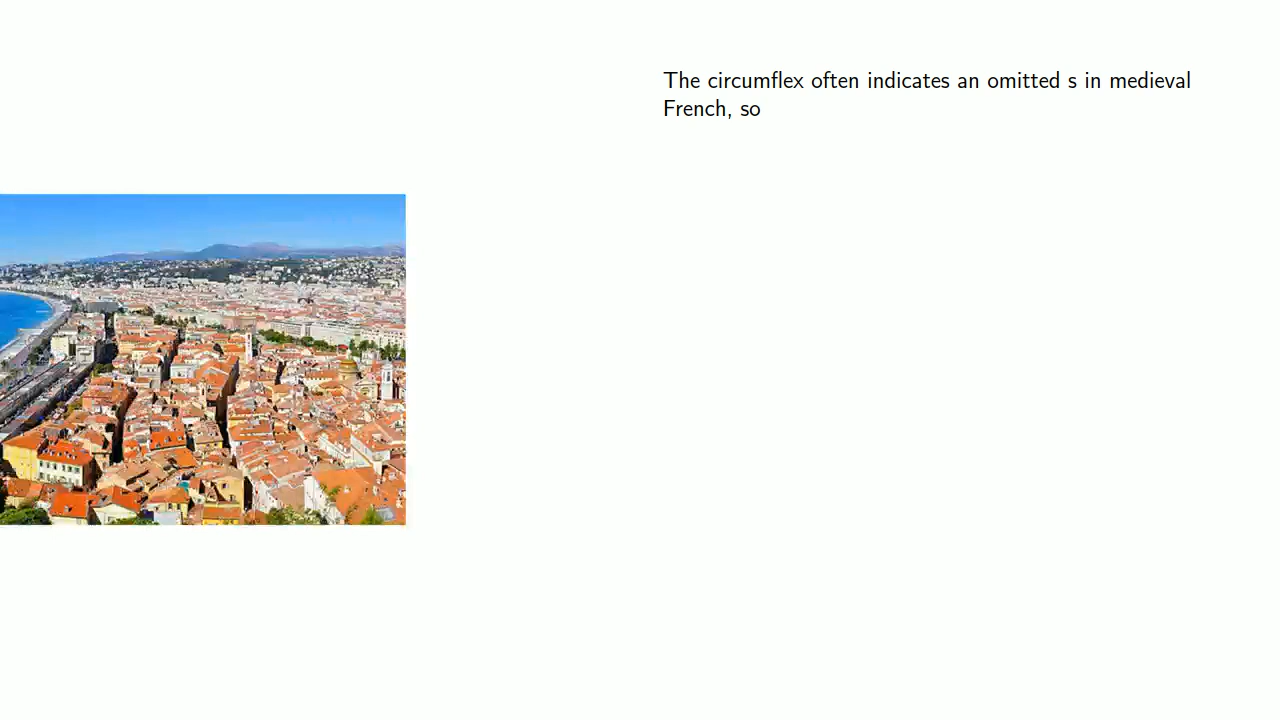 The circumflex often indicates an omitted s in medieval
French, so